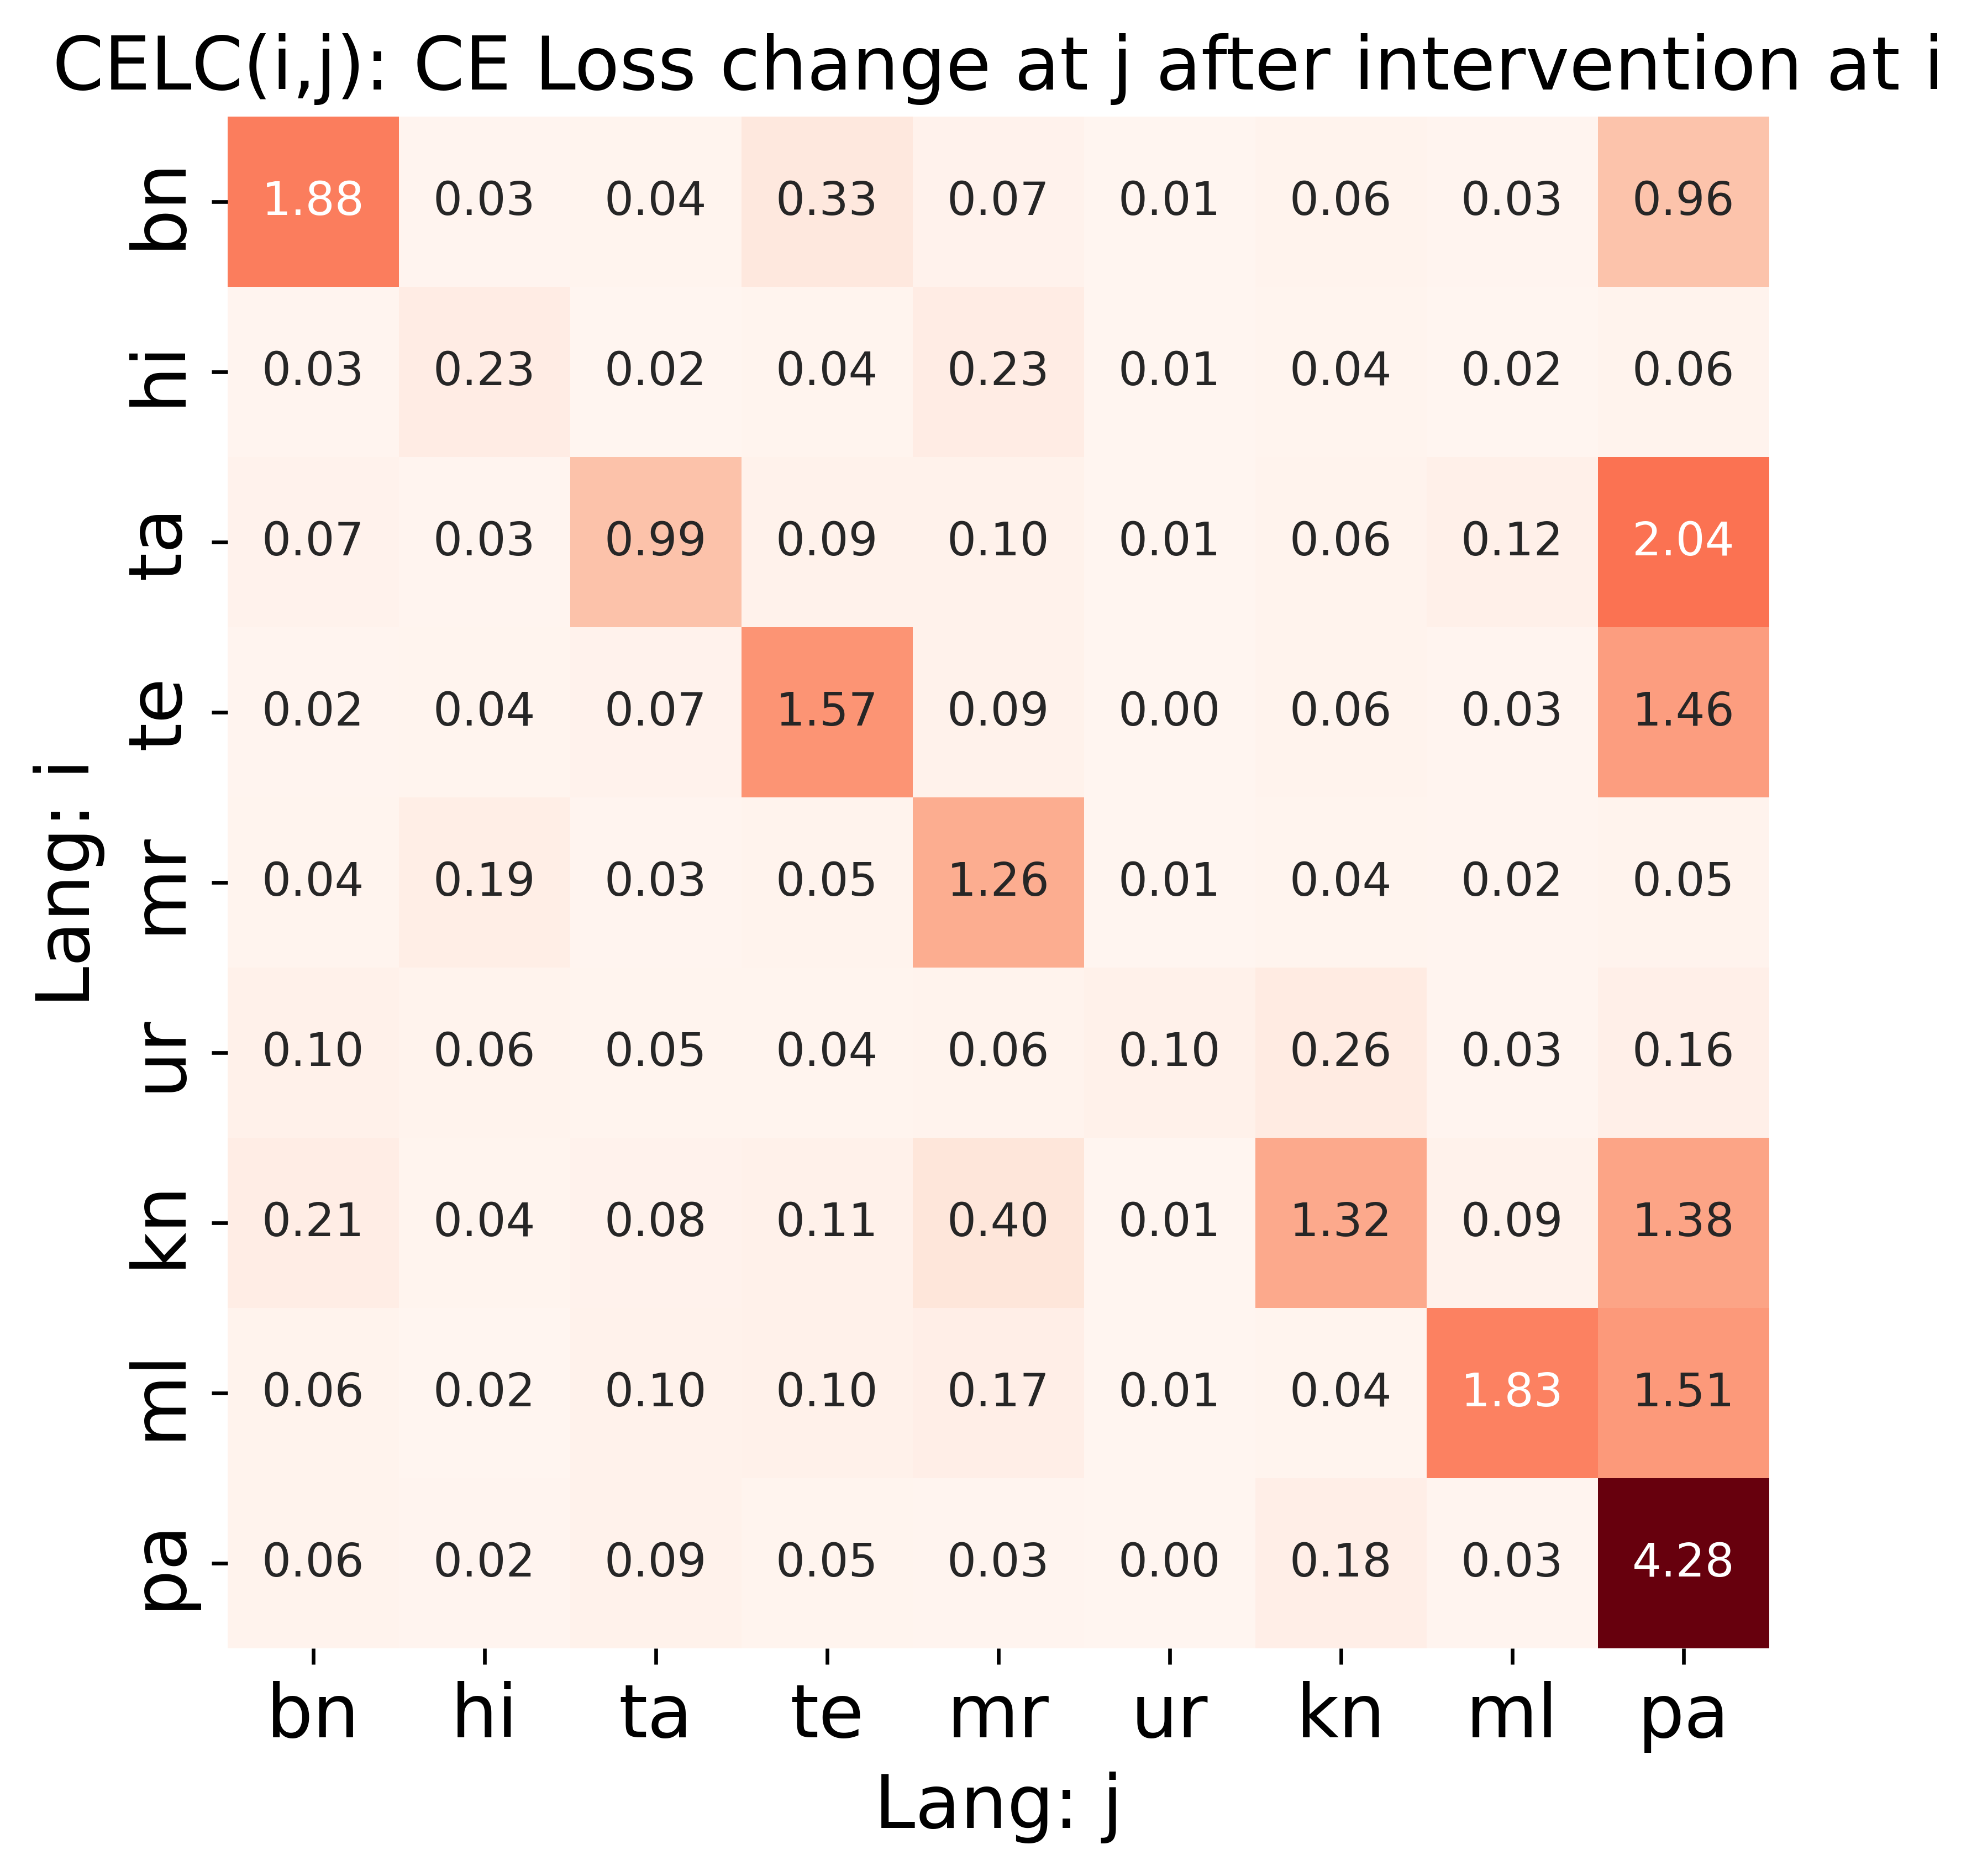 CELC(i,j): CE Loss change at j after intervention at i
bn 1.88 0.03 0.04 0.33 0.07 0.01 0.06 0.03 0.96
hi 0.03 0.23 0.02 0.04 0.23 0.01 0.04 0.02 0.06
ta 0.07 0.03 0.99 0.09 0.10 0.01 0.06 0.12 2.04
te 0.02 0.04 0.07 1.57 0.09 0.00 0.06 0.03 1.46
mr 0.04 0.19 0.03 0.05 1.26 0.01 0.04 0.02 0.05
ur 0.10 0.06 0.05 0.04 0.06 0.10 0.26 0.03 0.16
kn 0.21 0.04 0.08 0.11 0.40 0.01 1.32 0.09 1.38
ml 0.06 0.02 0.10 0.10 0.17 0.01 0.04 1.83 1.51
pa 0.06 0.02 0.09 0.05 0.03 0.00 0.18 0.03 4.28
Lang: i
bn hi ta te mr ur kn ml pa
Lang: j